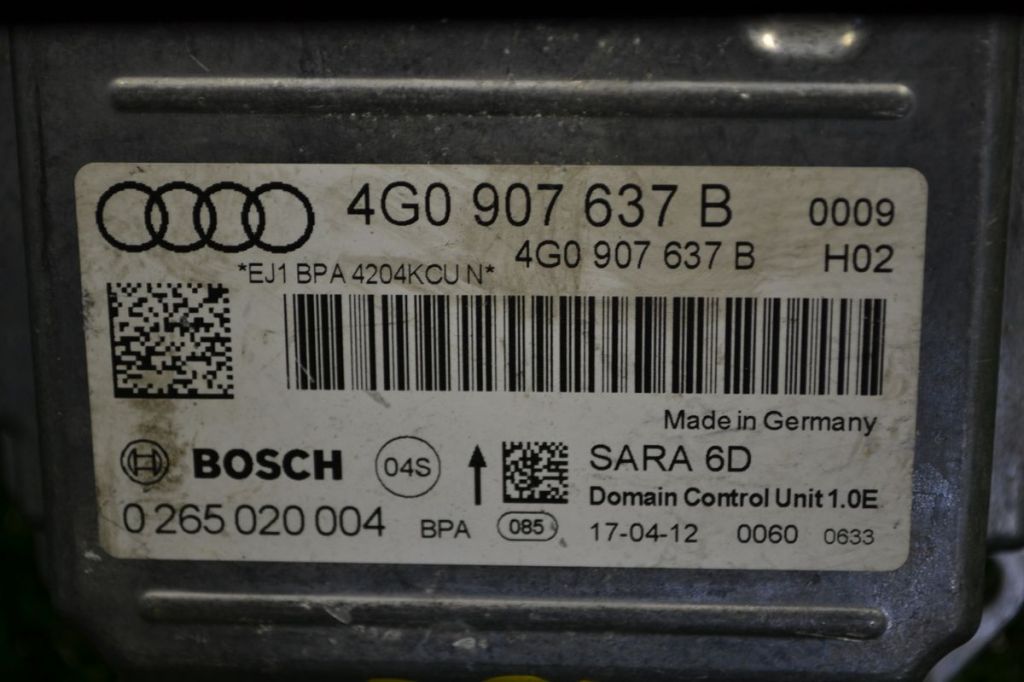 4G0 907 637 B 0009
4G0 907 637 B H02
*EJ1 BPA 4204KCU N*
Made in Germany
BOSCH 04S SARA 6D
Domain Control Unit 1.0E
0 265 020 004 BPA 085 17-04-12 0060 0633